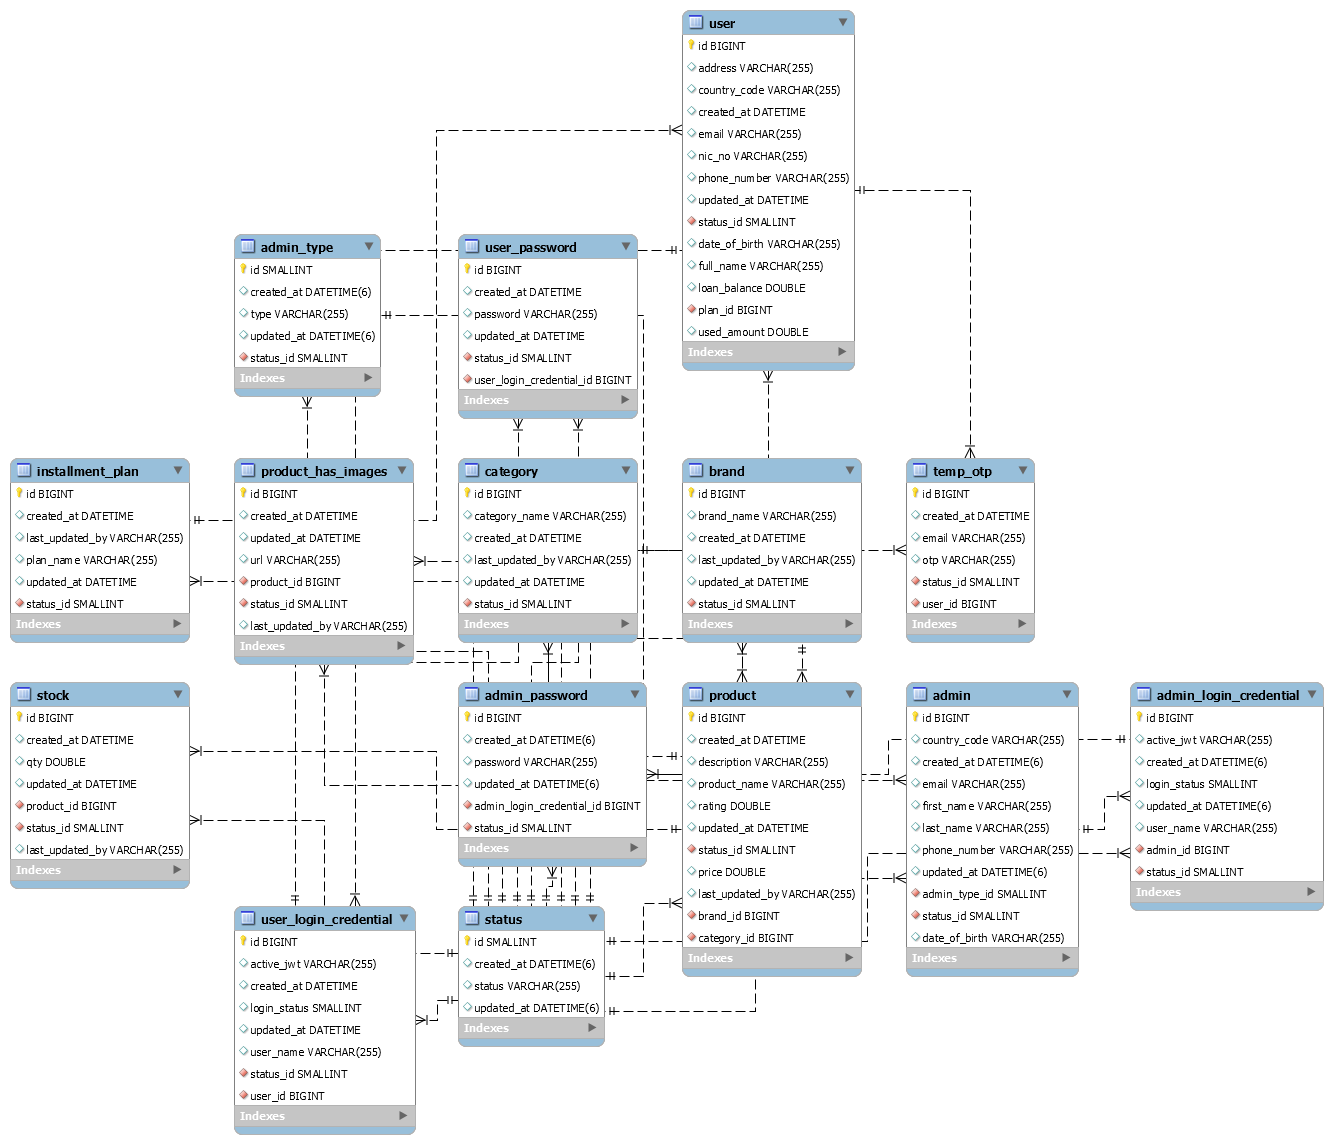 user
id BIGINT
address VARCHAR(255)
country_code VARCHAR(255)
created_at DATETIME
email VARCHAR(255)
nic_no VARCHAR(255)
phone_number VARCHAR(255)
updated_at DATETIME
status_id SMALLINT
date_of_birth VARCHAR(255)
full_name VARCHAR(255)
loan_balance DOUBLE
plan_id BIGINT
used_amount DOUBLE
Indexes
admin_type
id SMALLINT
created_at DATETIME(6)
type VARCHAR(255)
updated_at DATETIME(6)
status_id SMALLINT
Indexes
user_password
id BIGINT
created_at DATETIME
password VARCHAR(255)
updated_at DATETIME
status_id SMALLINT
user_login_credential_id BIGINT
Indexes
installment_plan
id BIGINT
created_at DATETIME
last_updated_by VARCHAR(255)
plan_name VARCHAR(255)
updated_at DATETIME
status_id SMALLINT
Indexes
product_has_images
id BIGINT
created_at DATETIME
updated_at DATETIME
url VARCHAR(255)
product_id BIGINT
status_id SMALLINT
last_updated_by VARCHAR(255)
Indexes
category
id BIGINT
category_name VARCHAR(255)
created_at DATETIME
last_updated_by VARCHAR(255)
updated_at DATETIME
status_id SMALLINT
Indexes
brand
id BIGINT
brand_name VARCHAR(255)
created_at DATETIME
last_updated_by VARCHAR(255)
updated_at DATETIME
status_id SMALLINT
Indexes
temp_otp
id BIGINT
created_at DATETIME
email VARCHAR(255)
otp VARCHAR(255)
status_id SMALLINT
user_id BIGINT
Indexes
stock
id BIGINT
created_at DATETIME
qty DOUBLE
updated_at DATETIME
product_id BIGINT
status_id SMALLINT
last_updated_by VARCHAR(255)
Indexes
admin_password
id BIGINT
created_at DATETIME(6)
password VARCHAR(255)
updated_at DATETIME(6)
admin_login_credential_id BIGINT
status_id SMALLINT
Indexes
product
id BIGINT
created_at DATETIME
description VARCHAR(255)
product_name VARCHAR(255)
rating DOUBLE
updated_at DATETIME
status_id SMALLINT
price DOUBLE
last_updated_by VARCHAR(255)
brand_id BIGINT
category_id BIGINT
Indexes
admin
id BIGINT
country_code VARCHAR(255)
created_at DATETIME(6)
email VARCHAR(255)
first_name VARCHAR(255)
last_name VARCHAR(255)
phone_number VARCHAR(255)
updated_at DATETIME(6)
admin_type_id SMALLINT
status_id SMALLINT
date_of_birth VARCHAR(255)
Indexes
admin_login_credential
id BIGINT
active_jwt VARCHAR(255)
created_at DATETIME(6)
login_status SMALLINT
updated_at DATETIME(6)
user_name VARCHAR(255)
admin_id BIGINT
status_id SMALLINT
Indexes
user_login_credential
id BIGINT
active_jwt VARCHAR(255)
created_at DATETIME
login_status SMALLINT
updated_at DATETIME
user_name VARCHAR(255)
status_id SMALLINT
user_id BIGINT
Indexes
status
id SMALLINT
created_at DATETIME(6)
status VARCHAR(255)
updated_at DATETIME(6)
Indexes